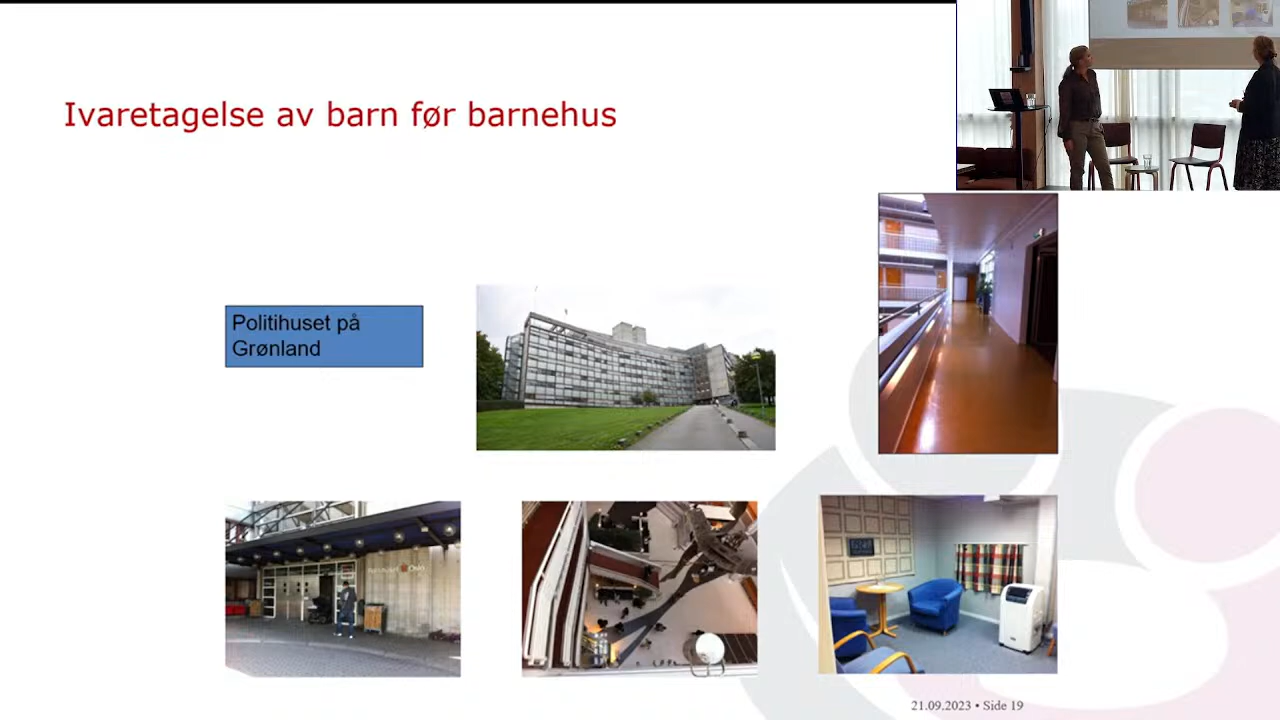 Ivaretagelse av barn før barnehus
Politihuset på
Grønland
21.09.2023 • Side 19